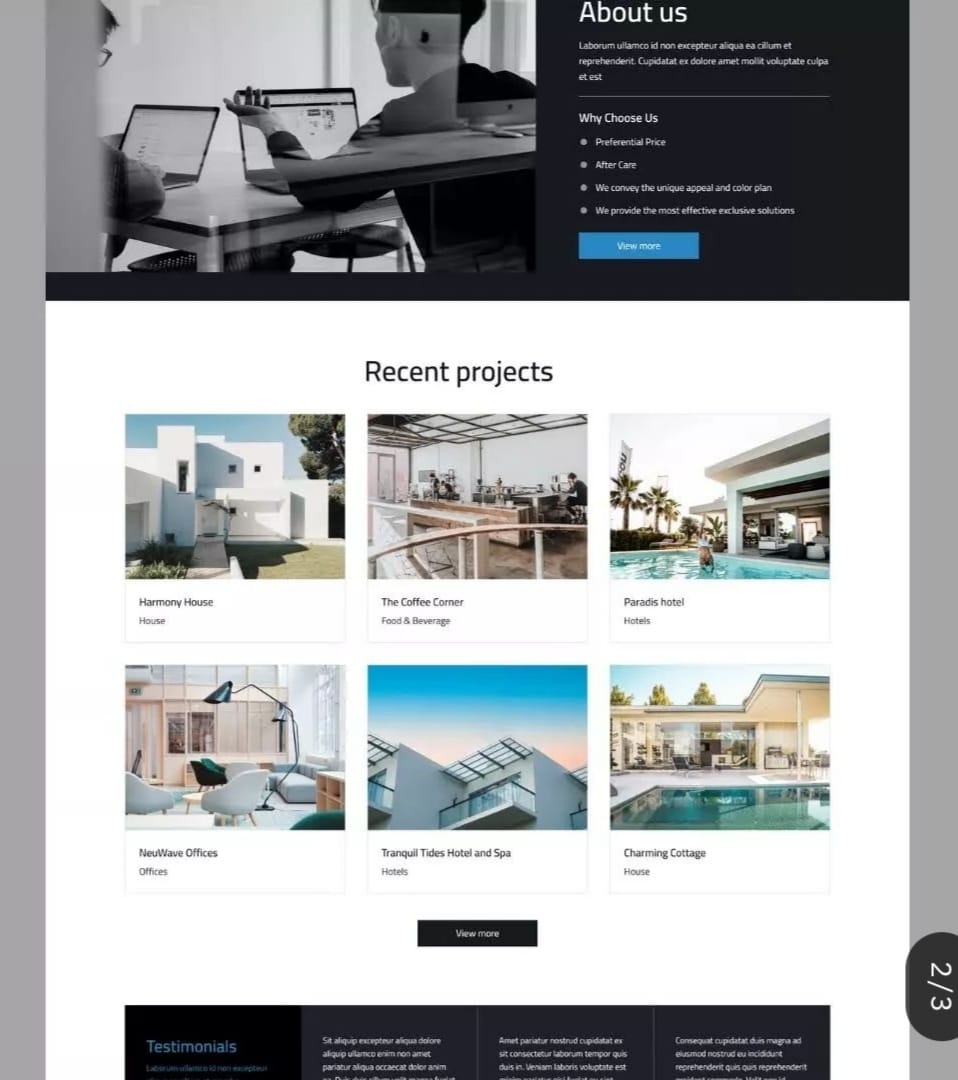 About us
Laborum ullamco id non excepteur aliqua ea cillum et
reprehenderit. Cupidatat ex dolore amet mollit voluptate culpa
et est
Why Choose Us
Preferential Price
After Care
We convey the unique appeal and color plan
We provide the most effective exclusive solutions
View more
Recent projects
Harmony House
House
The Coffee Corner
Food & Beverage
Paradis hotel
Hotels
NeuWave Offices
Offices
Tranquil Tides Hotel and Spa
Hotels
Charming Cottage
House
View more
2/3
Testimonials
Laborum ullamco id non excepteur
Sit aliquip excepteur aliqua dolore
aliquip ullamco enim non amet
pariatur aliqua occaecat dolor anim
Amet pariatur nostrud cupidatat ex
sit consectetur laborum tempor quis
duis in. Veniam laboris voluptate est
Consequat cupidatat duis magna ad
eiusmod nostrud eu incididunt
reprehenderit quis quis reprehenderit